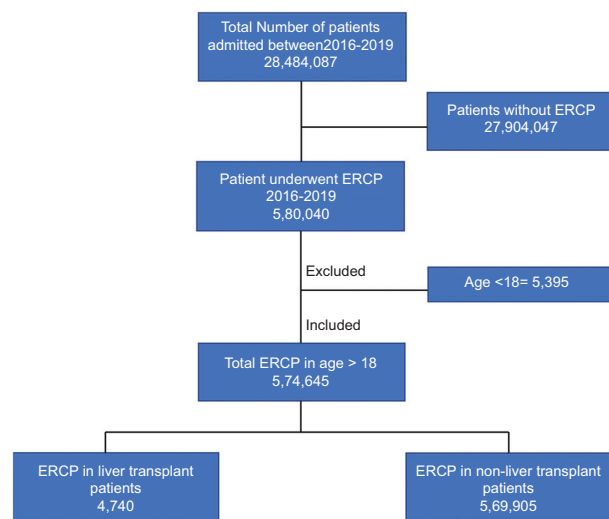 Total Number of patients
admitted between2016-2019
28,484,087
Patients without ERCP
27,904,047
Patient underwent ERCP
2016-2019
5,80,040
Excluded
Age <18= 5,395
Included
Total ERCP in age > 18
5,74,645
ERCP in liver transplant
patients
4,740
ERCP in non-liver transplant
patients
5,69,905